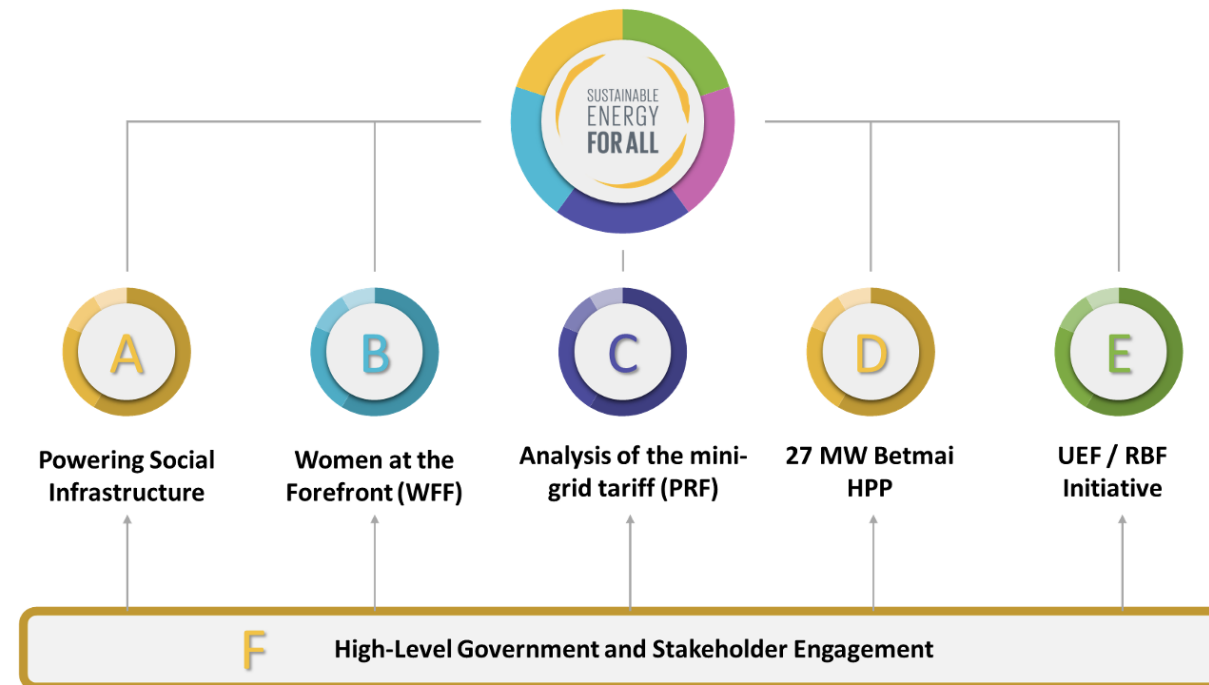 SUSTAINABLE
ENERGY
FOR ALL
A
B
C
D
E
Powering Social
Infrastructure
Women at the
Forefront (WFF)
Analysis of the mini-
grid tariff (PRF)
27 MW Betmai
HPP
UEF / RBF
Initiative
F
High-Level Government and Stakeholder Engagement